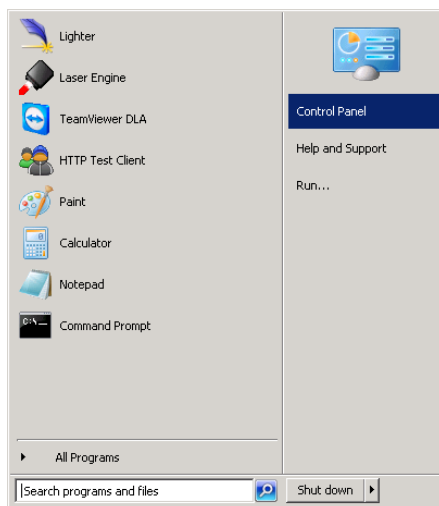 Lighter
Laser Engine
TeamViewer DLA
HTTP Test Client
Paint
Calculator
Notepad
C:\_
Command Prompt
All Programs
Search programs and files
Control Panel
Help and Support
Run...
Shut down